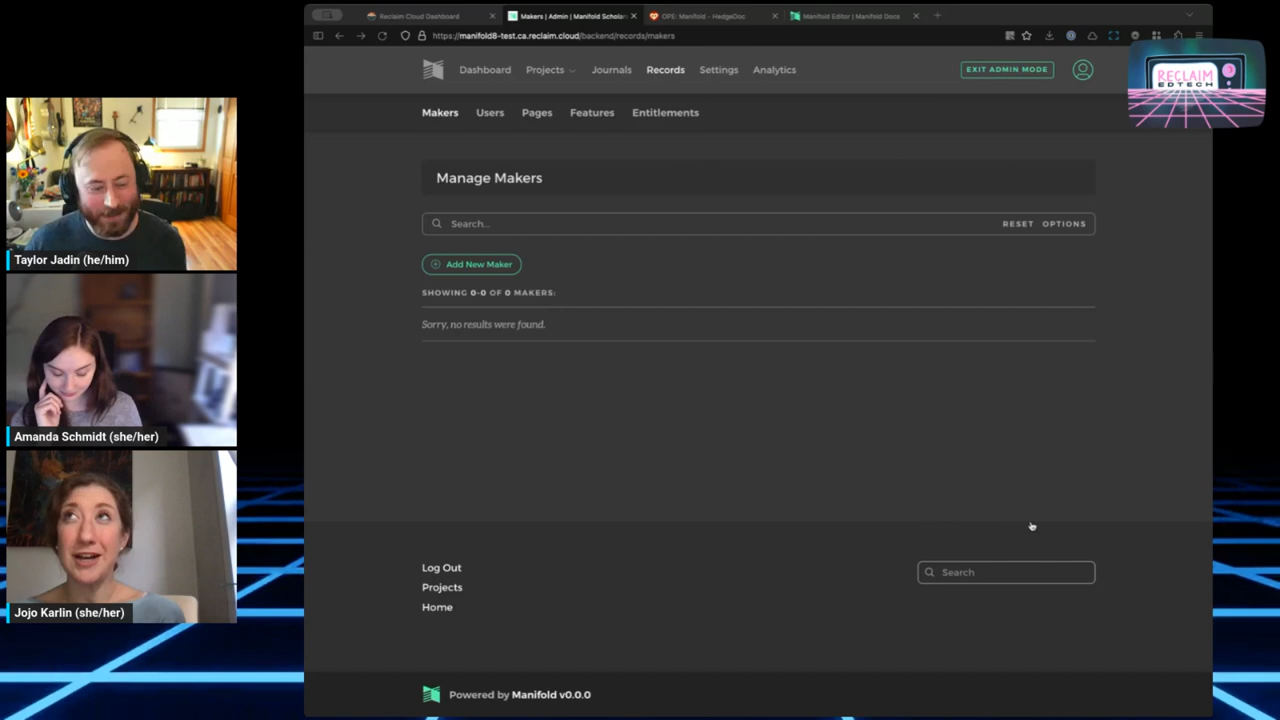 Reclaim Cloud Dashboard
Makers | Admin | Manifold Scholar
OPE: Manifold - HedgeDoc
Manifold Editor | Manifold Docs
https://manifold8-test.ca.reclaim.cloud/backend/records/makers
Dashboard Projects Journals Records Settings Analytics EXIT ADMIN MODE
RECLAIM
EDTECH
Makers Users Pages Features Entitlements
Manage Makers
Search... RESET OPTIONS
Add New Maker
SHOWING 0-0 OF 0 MAKERS:
Sorry, no results were found.
Log Out
Projects
Home
Search
Powered by Manifold v0.0.0
Taylor Jadin (he/him)
Amanda Schmidt (she/her)
Jojo Karlin (she/her)